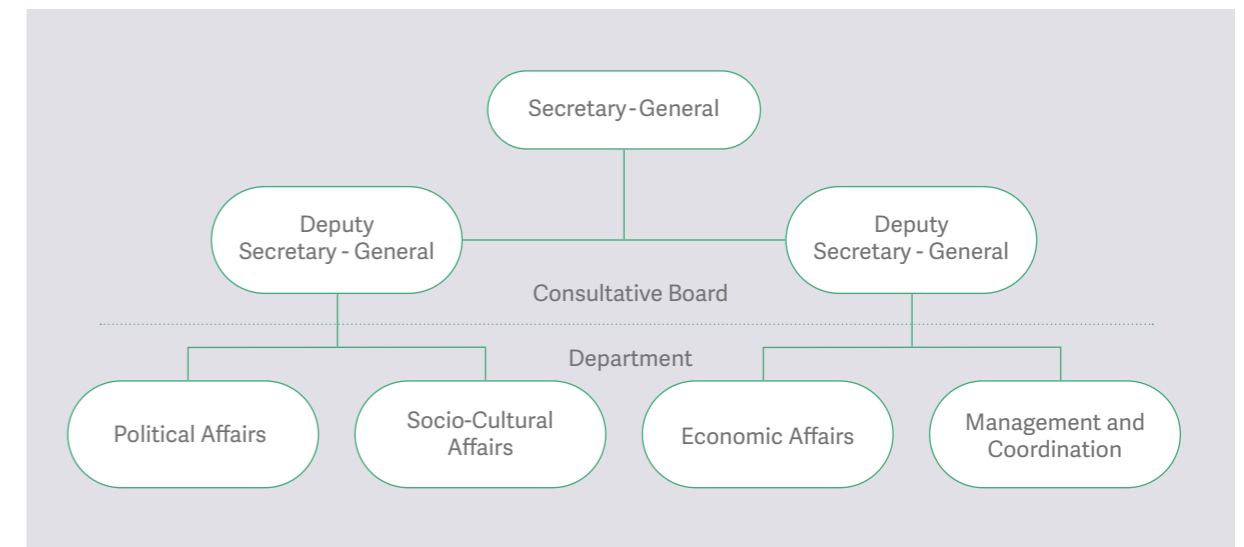 Secretary-General
Deputy
Secretary - General
Deputy
Secretary - General
Consultative Board
Department
Political Affairs
Socio-Cultural
Affairs
Economic Affairs
Management and
Coordination